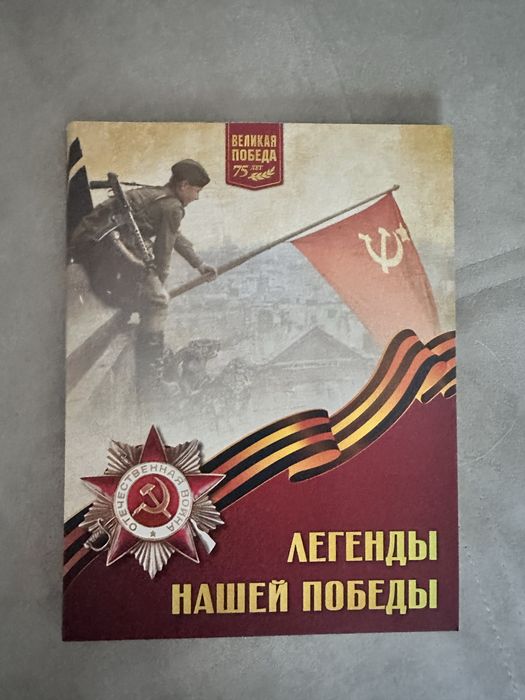 ВЕЛИКАЯ
ПОБЕДА
75 ЛЕТ
ОТЕЧЕСТВЕННАЯ ВОЙНА
ЛЕГЕНДЫ
НАШЕЙ ПОБЕДЫ